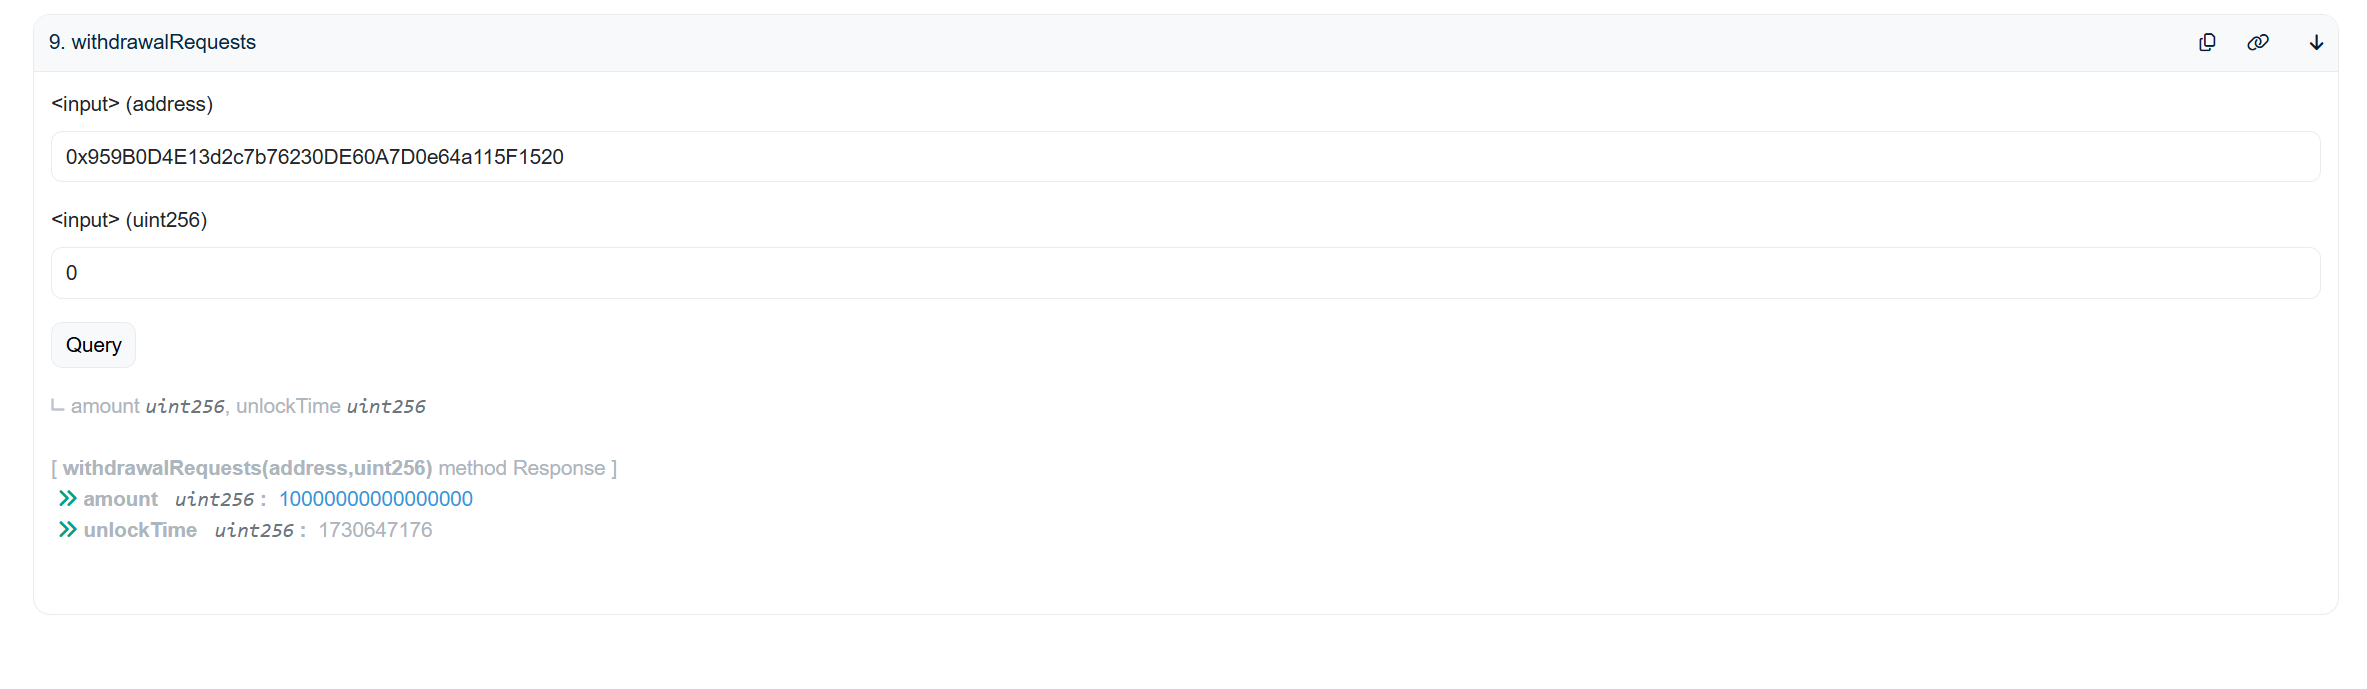 9. withdrawalRequests
<input> (address)
0x959B0D4E13d2c7b76230DE60A7D0e64a115F1520
<input> (uint256)
0
Query
amount uint256, unlockTime uint256
[ withdrawalRequests(address,uint256) method Response ]
amount uint256 : 10000000000000000
unlockTime uint256 : 1730647176